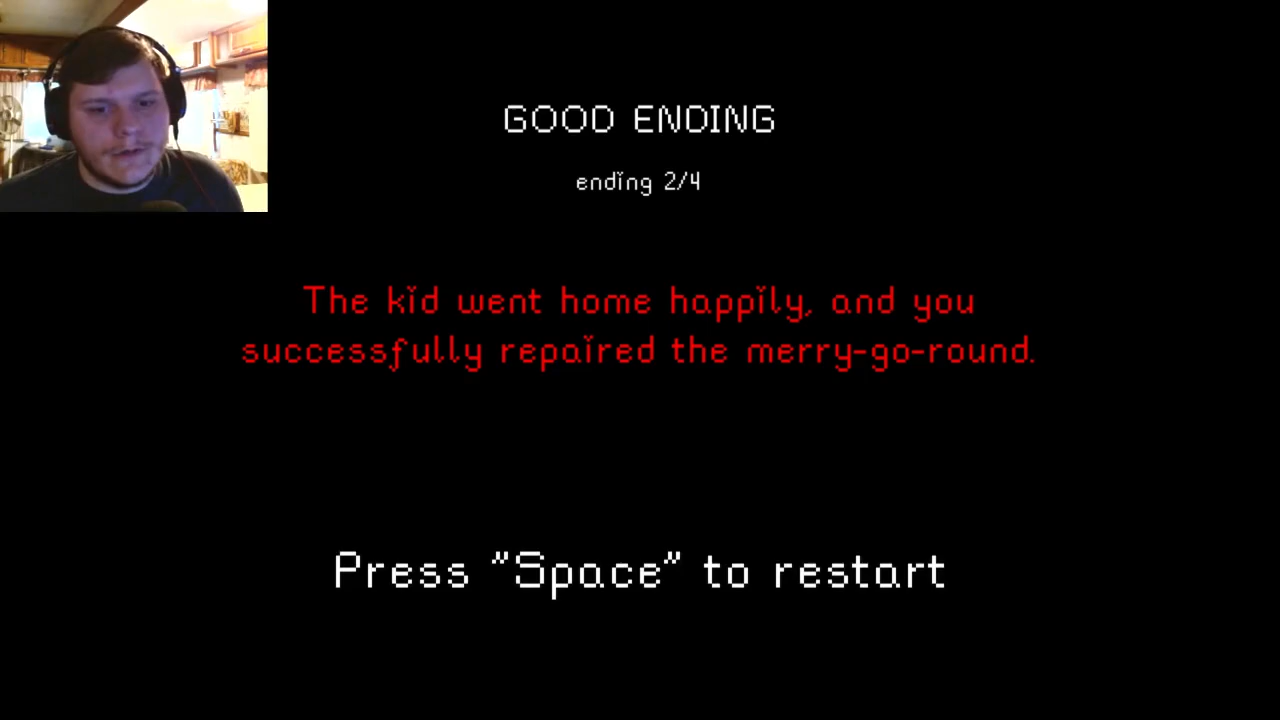 GOOD ENDING
ending 2/4
The kid went home happily, and you
successfully repaired the merry-go-round.
Press "Space" to restart